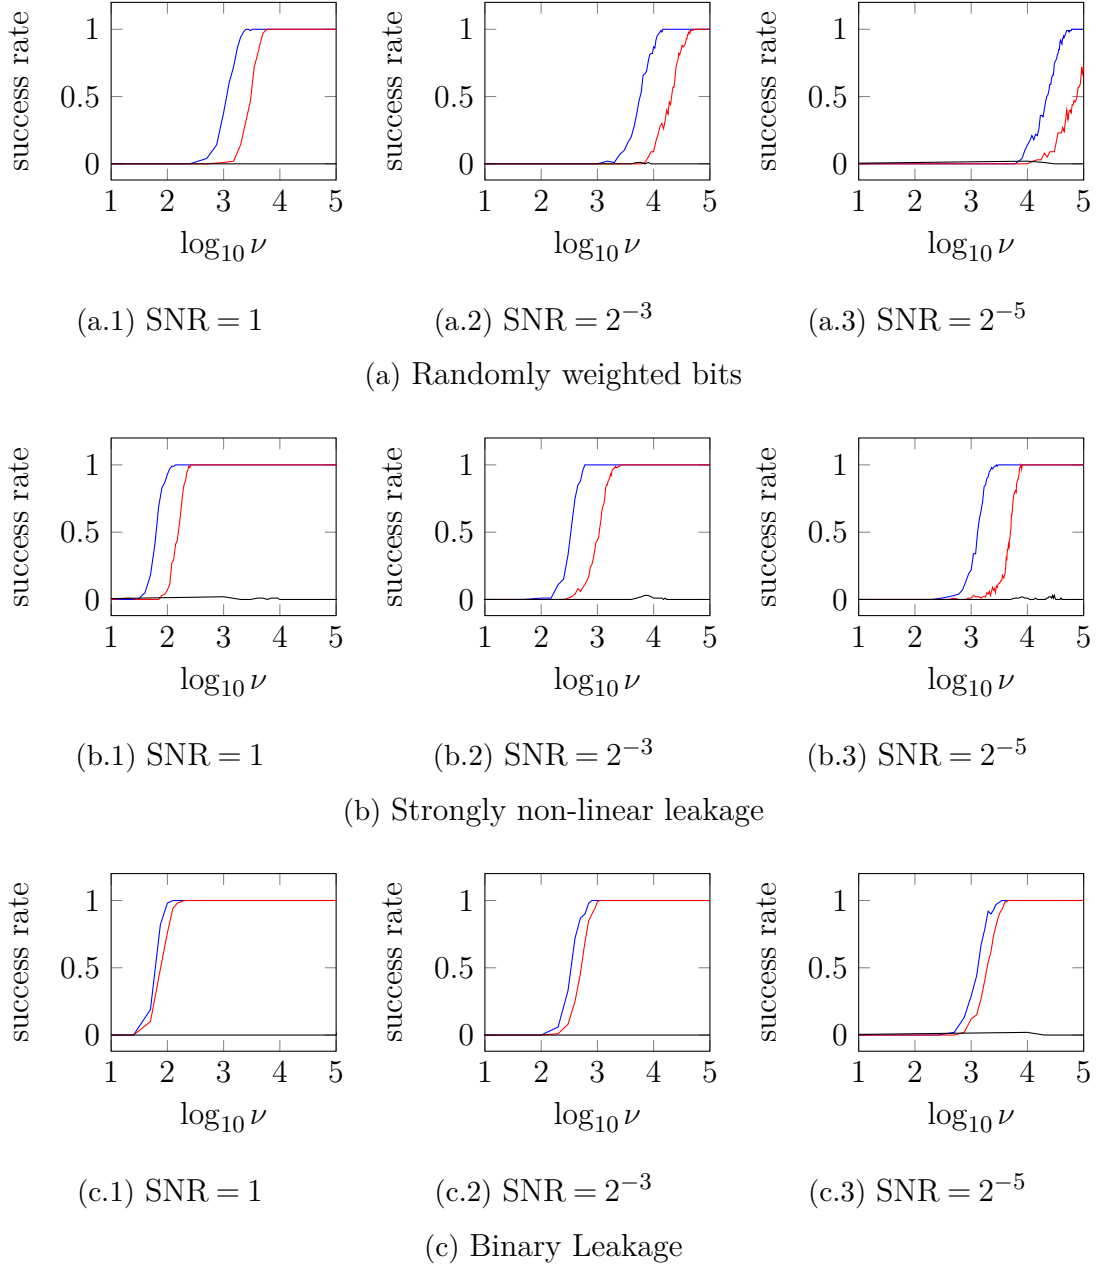 1
0.5
0
success rate
1 2 3 4 5
log₁₀ ν
(a.1) SNR = 1
1
0.5
0
success rate
1 2 3 4 5
log₁₀ ν
(a.2) SNR = 2⁻³
1
0.5
0
success rate
1 2 3 4 5
log₁₀ ν
(a.3) SNR = 2⁻⁵
(a) Randomly weighted bits
1
0.5
0
success rate
1 2 3 4 5
log₁₀ ν
(b.1) SNR = 1
1
0.5
0
success rate
1 2 3 4 5
log₁₀ ν
(b.2) SNR = 2⁻³
1
0.5
0
success rate
1 2 3 4 5
log₁₀ ν
(b.3) SNR = 2⁻⁵
(b) Strongly non-linear leakage
1
0.5
0
success rate
1 2 3 4 5
log₁₀ ν
(c.1) SNR = 1
1
0.5
0
success rate
1 2 3 4 5
log₁₀ ν
(c.2) SNR = 2⁻³
1
0.5
0
success rate
1 2 3 4 5
log₁₀ ν
(c.3) SNR = 2⁻⁵
(c) Binary Leakage